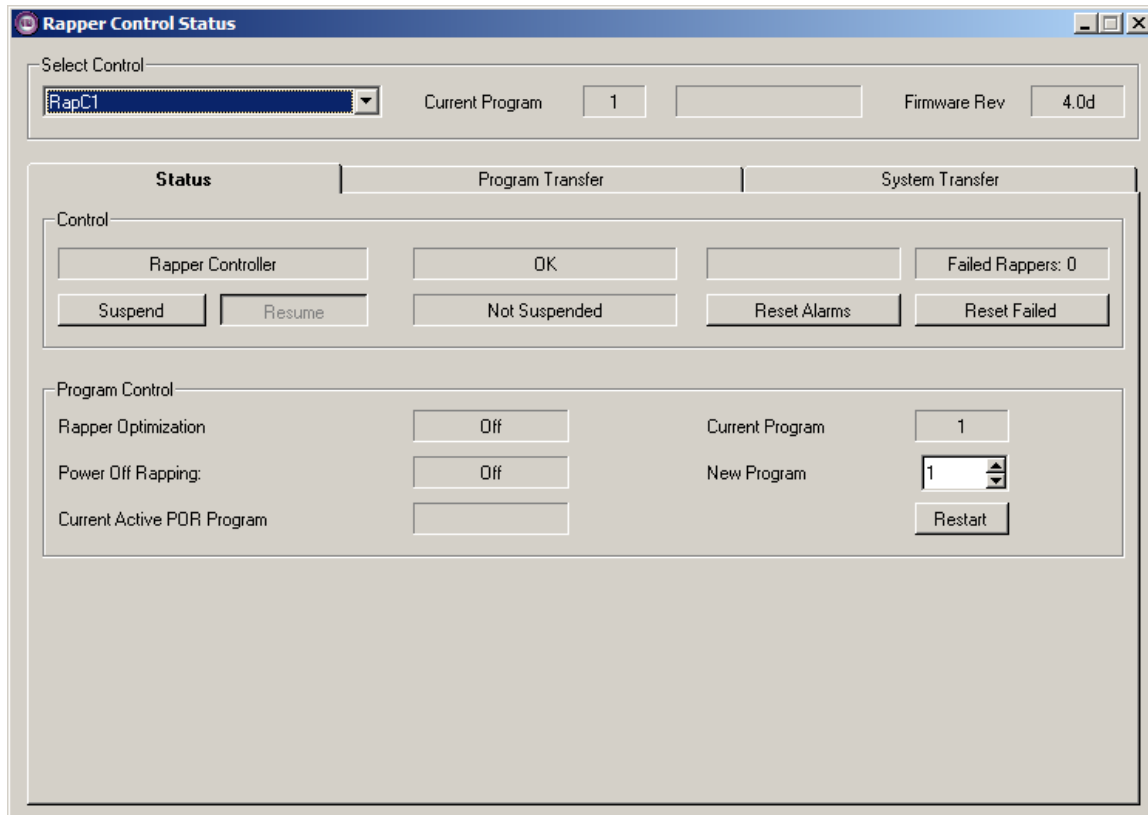 Rapper Control Status
Select Control
RapC1 Current Program 1 Firmware Rev 4.0d
Status Program Transfer System Transfer
Control
Rapper Controller OK Failed Rappers: 0
Suspend Resume Not Suspended Reset Alarms Reset Failed
Program Control
Rapper Optimization Off Current Program 1
Power Off Rapping: Off New Program 1
Current Active POR Program Restart